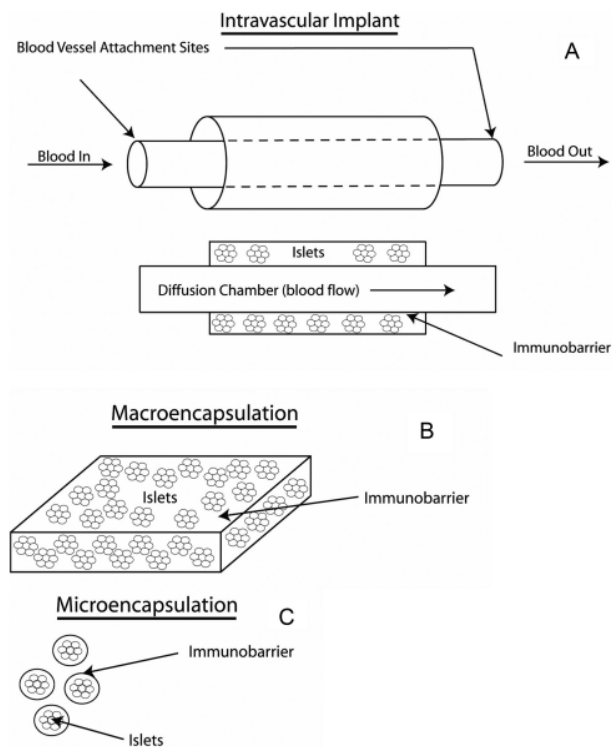 Intravascular Implant
Blood Vessel Attachment Sites
A
Blood In
Blood Out
Islets
Diffusion Chamber (blood flow)
Immunobarrier
Macroencapsulation
B
Islets
Immunobarrier
Microencapsulation
C
Immunobarrier
Islets